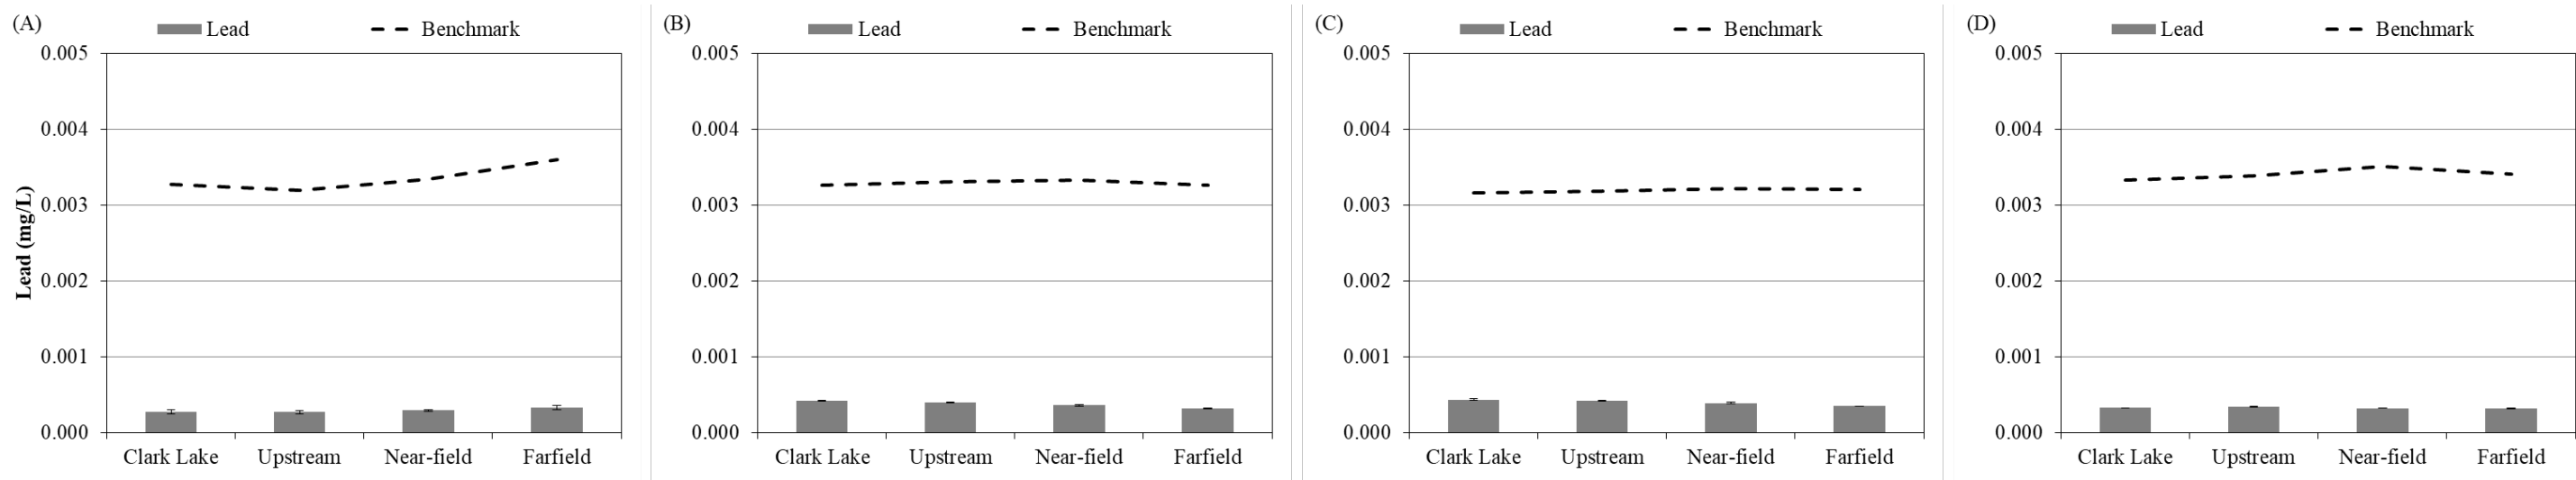 (A) Lead Benchmark
0.005
0.004
0.003
0.002
0.001
0.000
Lead (mg/L)
Clark Lake Upstream Near-field Farfield
(B) Lead Benchmark
0.005
0.004
0.003
0.002
0.001
0.000
Clark Lake Upstream Near-field Farfield
(C) Lead Benchmark
0.005
0.004
0.003
0.002
0.001
0.000
Clark Lake Upstream Near-field Farfield
(D) Lead Benchmark
0.005
0.004
0.003
0.002
0.001
0.000
Clark Lake Upstream Near-field Farfield